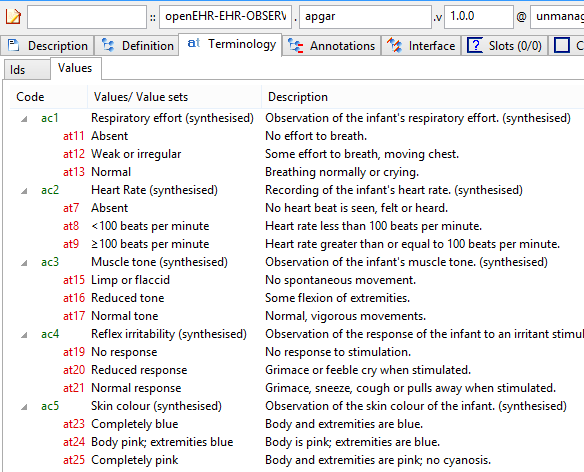 :: openEHR-EHR-OBSERV . apgar .v 1.0.0 @ unmanag
Description Definition at Terminology Annotations Interface Slots (0/0) C
Ids Values
Code Values/ Value sets Description
ac1 Respiratory effort (synthesised) Observation of the infant's respiratory effort. (synthesised)
at11 Absent No effort to breath.
at12 Weak or irregular Some effort to breath, moving chest.
at13 Normal Breathing normally or crying.
ac2 Heart Rate (synthesised) Recording of the infant's heart rate. (synthesised)
at7 Absent No heart beat is seen, felt or heard.
at8 <100 beats per minute Heart rate less than 100 beats per minute.
at9 ≥100 beats per minute Heart rate greater than or equal to 100 beats per minute.
ac3 Muscle tone (synthesised) Observation of the infant's muscle tone. (synthesised)
at15 Limp or flaccid No spontaneous movement.
at16 Reduced tone Some flexion of extremities.
at17 Normal tone Normal, vigorous movements.
ac4 Reflex irritability (synthesised) Observation of the response of the infant to an irritant stimul
at19 No response No response to stimulation.
at20 Reduced response Grimace or feeble cry when stimulated.
at21 Normal response Grimace, sneeze, cough or pulls away when stimulated.
ac5 Skin colour (synthesised) Observation of the skin colour of the infant. (synthesised)
at23 Completely blue Body and extremities are blue.
at24 Body pink; extremities blue Body is pink; extremities are blue.
at25 Completely pink Body and extremities are pink; no cyanosis.